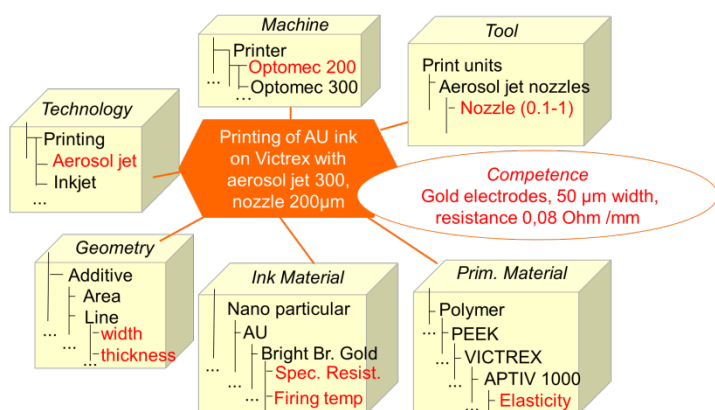 Machine
Printer
Optomec 200
Optomec 300
...
...
Tool
Print units
Aerosol jet nozzles
Nozzle (0.1-1)
Technology
Printing
Aerosol jet
Inkjet
...
Printing of AU ink
on Victrex with
aerosol jet 300,
nozzle 200µm
Competence
Gold electrodes, 50 µm width,
resistance 0,08 Ohm /mm
Geometry
Additive
Area
Line
width
thickness
...
...
...
Ink Material
Nano particular
AU
Bright Br. Gold
Spec. Resist.
Firing temp
...
...
...
Prim. Material
Polymer
PEEK
VICTREX
APTIV 1000
Elasticity
...
...
...
...